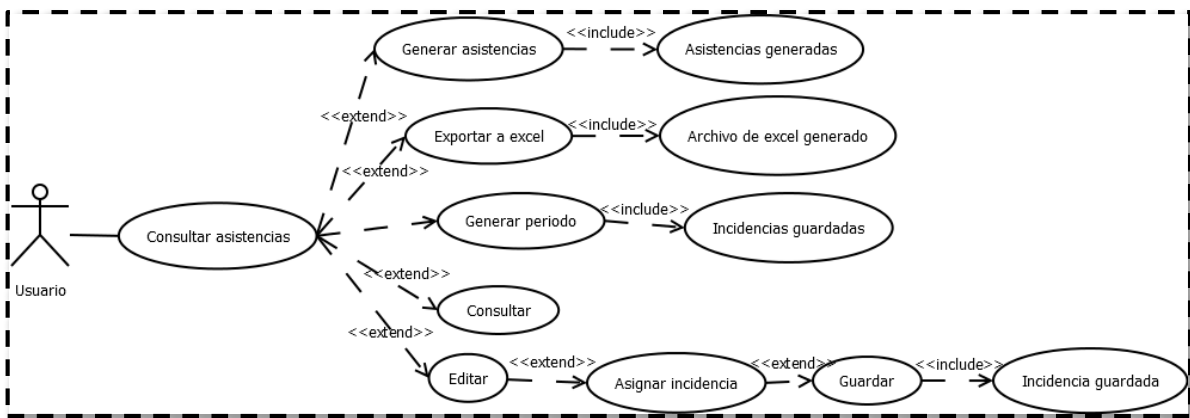 Generar asistencias
<<include>>
Asistencias generadas
<<extend>>
Exportar a excel
<<include>>
Archivo de excel generado
<<extend>>
Generar periodo
<<include>>
Incidencias guardadas
Consultar asistencias
Usuario
<<extend>>
Consultar
<<extend>>
Editar
<<extend>>
Asignar incidencia
<<extend>>
Guardar
<<include>>
Incidencia guardada